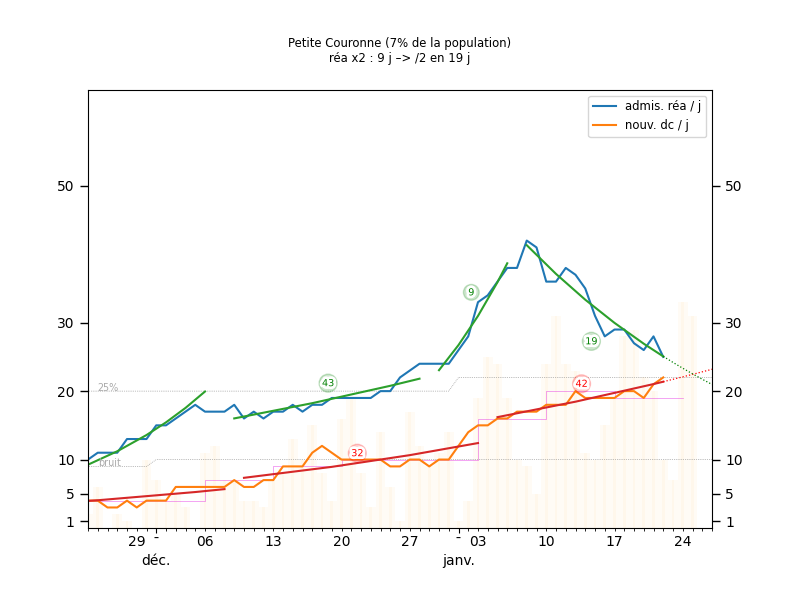 Petite Couronne (7% de la population)
réa x2 : 9 j –> /2 en 19 j
admis. réa / j
nouv. dc / j
50 50
9
30 30
19
43 42
25%
20 20
32
bruit
10 10
5 5
1 1
29 - 06 13 20 27 - 03 10 17 24
déc. janv.